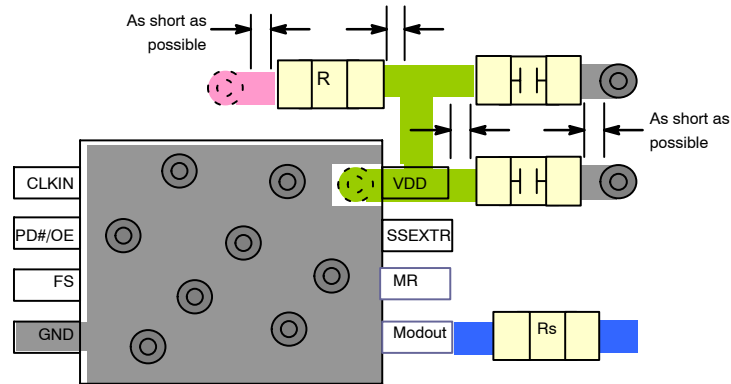 As short as
possible
R
As short as
possible
CLKIN
VDD
PD#/OE
SSEXTR
FS
MR
GND
Modout
Rs